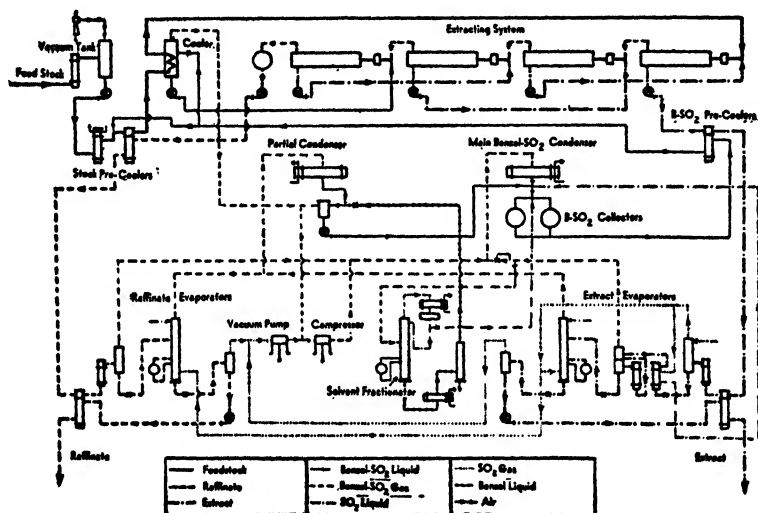 Extracting System
Vacuum Tank
Cooler
Feed Stock
B-SO2 Pre-Coolers
Stock Pre-Coolers
Partial Condenser
Main Benzol-SO2 Condenser
B-SO2 Collectors
Raffinate Evaporators
Extract Evaporators
Vacuum Pump
Compressor
Solvent Fractionator
Raffinate
Extract
Feedstock
Raffinate
Extract
Benzol-SO2 Liquid
Benzol-SO2 Gas
SO2 Liquid
SO2 Gas
Benzol Liquid
Air